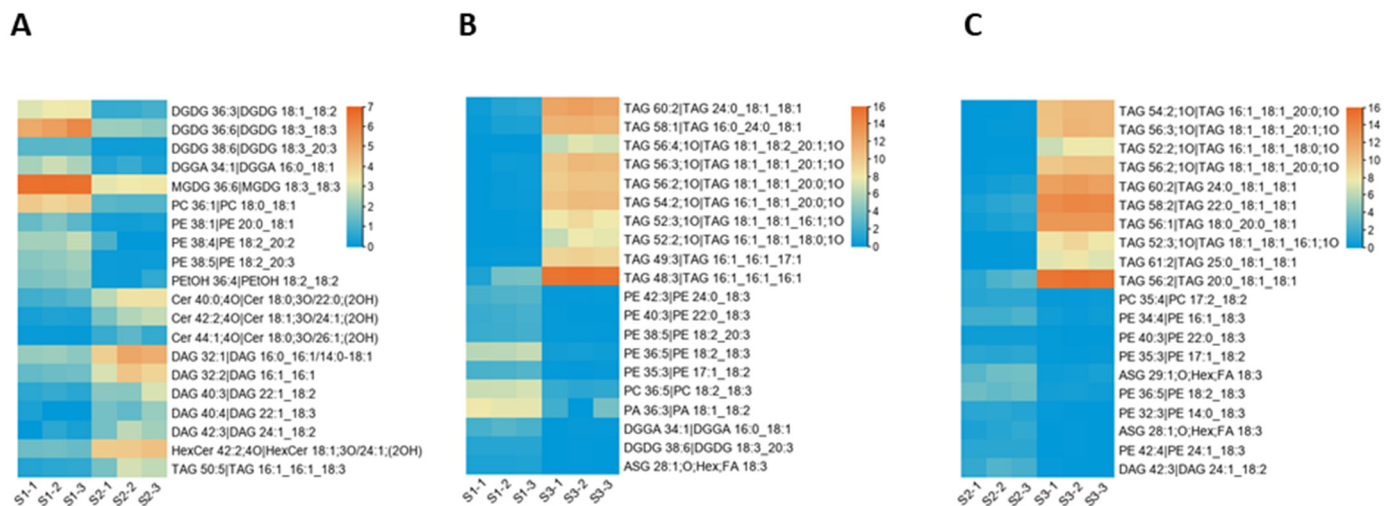 A
DGDG 36:3|DGDG 18:1_18:2
DGDG 36:6|DGDG 18:3_18:3
DGDG 38:6|DGDG 18:3_20:3
DGGA 34:1|DGGA 16:0_18:1
MGDG 36:6|MGDG 18:3_18:3
PC 36:1|PC 18:0_18:1
PE 38:1|PE 20:0_18:1
PE 38:4|PE 18:2_20:2
PE 38:5|PE 18:2_20:3
PEtOH 36:4|PEtOH 18:2_18:2
Cer 40:0;4O|Cer 18:0;3O/22:0;(2OH)
Cer 42:2;4O|Cer 18:1;3O/24:1;(2OH)
Cer 44:1;4O|Cer 18:0;3O/26:1;(2OH)
DAG 32:1|DAG 16:0_16:1/14:0-18:1
DAG 32:2|DAG 16:1_16:1
DAG 40:3|DAG 22:1_18:2
DAG 40:4|DAG 22:1_18:3
DAG 42:3|DAG 24:1_18:2
HexCer 42:2;4O|HexCer 18:1;3O/24:1;(2OH)
TAG 50:5|TAG 16:1_16:1_18:3
7
6
5
4
3
2
1
0
S1-1 S1-2 S1-3 S2-1 S2-2 S2-3
B
TAG 60:2|TAG 24:0_18:1_18:1
TAG 58:1|TAG 16:0_24:0_18:1
TAG 56:4;1O|TAG 18:1_18:2_20:1;1O
TAG 56:3;1O|TAG 18:1_18:1_20:1;1O
TAG 56:2;1O|TAG 18:1_18:1_20:0;1O
TAG 54:2;1O|TAG 16:1_18:1_20:0;1O
TAG 52:3;1O|TAG 18:1_18:1_16:1;1O
TAG 52:2;1O|TAG 16:1_18:1_18:0;1O
TAG 49:3|TAG 16:1_16:1_17:1
TAG 48:3|TAG 16:1_16:1_16:1
PE 42:3|PE 24:0_18:3
PE 40:3|PE 22:0_18:3
PE 38:5|PE 18:2_20:3
PE 36:5|PE 18:2_18:3
PE 35:3|PE 17:1_18:2
PC 36:5|PC 18:2_18:3
PA 36:3|PA 18:1_18:2
DGGA 34:1|DGGA 16:0_18:1
DGDG 38:6|DGDG 18:3_20:3
ASG 28:1;O;Hex;FA 18:3
16
14
12
10
8
6
4
2
0
S1-1 S1-2 S1-3 S3-1 S3-2 S3-3
C
TAG 54:2;1O|TAG 16:1_18:1_20:0;1O
TAG 56:3;1O|TAG 18:1_18:1_20:1;1O
TAG 52:2;1O|TAG 16:1_18:1_18:0;1O
TAG 56:2;1O|TAG 18:1_18:1_20:0;1O
TAG 60:2|TAG 24:0_18:1_18:1
TAG 58:2|TAG 22:0_18:1_18:1
TAG 56:1|TAG 18:0_20:0_18:1
TAG 52:3;1O|TAG 18:1_18:1_16:1;1O
TAG 61:2|TAG 25:0_18:1_18:1
TAG 56:2|TAG 20:0_18:1_18:1
PC 35:4|PC 17:2_18:2
PE 34:4|PE 16:1_18:3
PE 40:3|PE 22:0_18:3
PE 35:3|PE 17:1_18:2
ASG 29:1;O;Hex;FA 18:3
PE 36:5|PE 18:2_18:3
PE 32:3|PE 14:0_18:3
ASG 28:1;O;Hex;FA 18:3
PE 42:4|PE 24:1_18:3
DAG 42:3|DAG 24:1_18:2
16
14
12
10
8
6
4
2
0
S2-1 S2-2 S2-3 S3-1 S3-2 S3-3